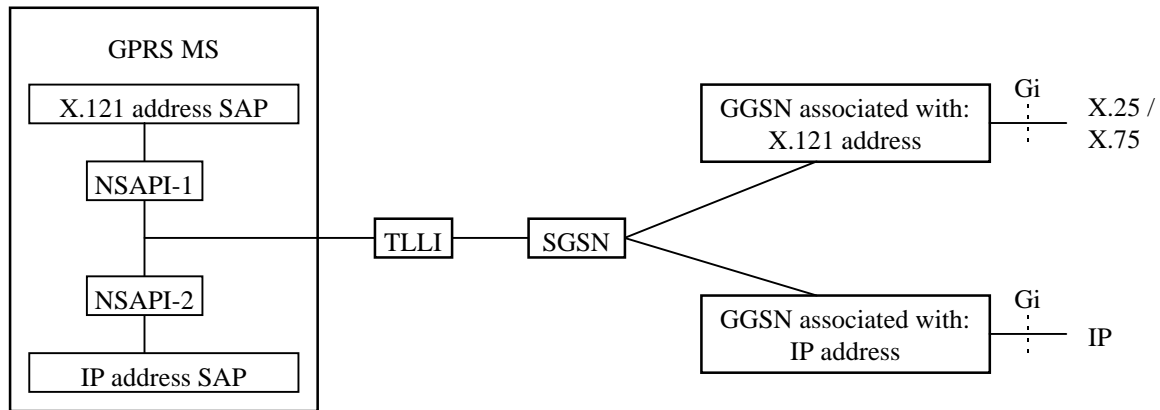 GPRS MS
X.121 address SAP
NSAPI-1
NSAPI-2
IP address SAP
TLLI
SGSN
GGSN associated with:
X.121 address
Gi
X.25 /
X.75
GGSN associated with:
IP address
Gi
IP